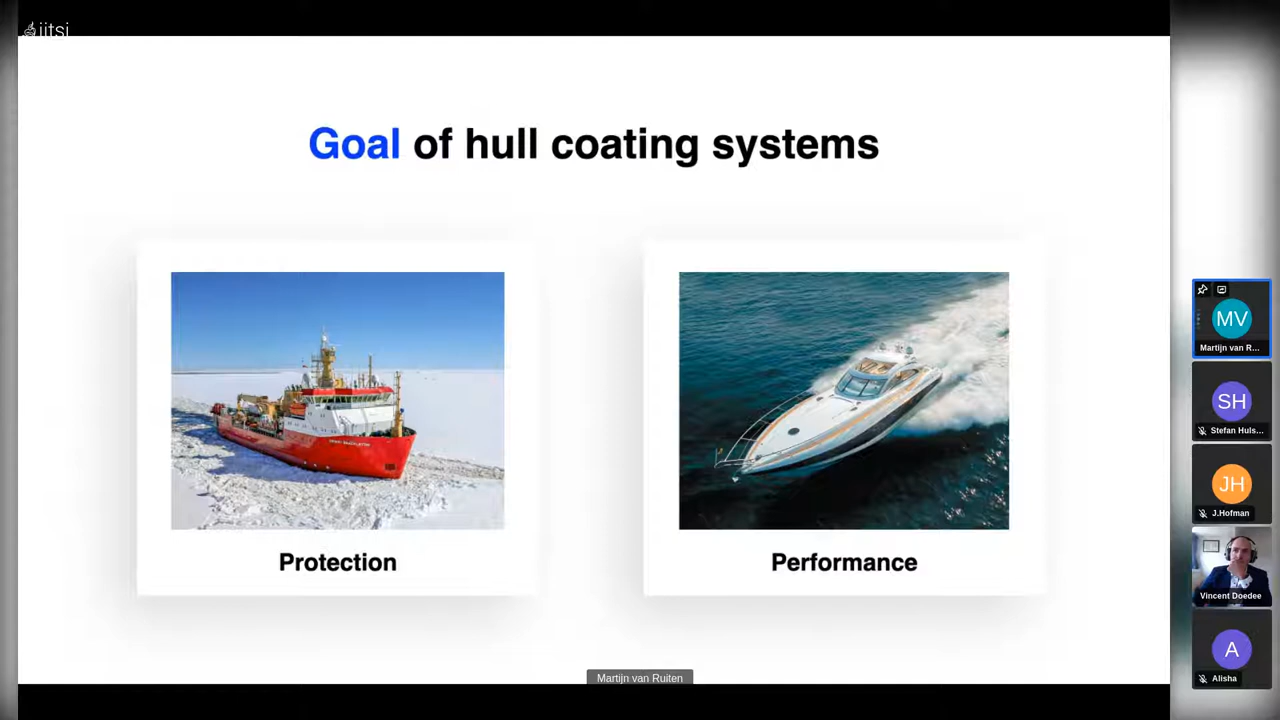 jitsi
Goal of hull coating systems
Protection
Performance
Martijn van Ruiten
MV
Martijn van R...
SH
Stefan Huls...
JH
J.Hofman
Vincent Doedee
A
Alisha